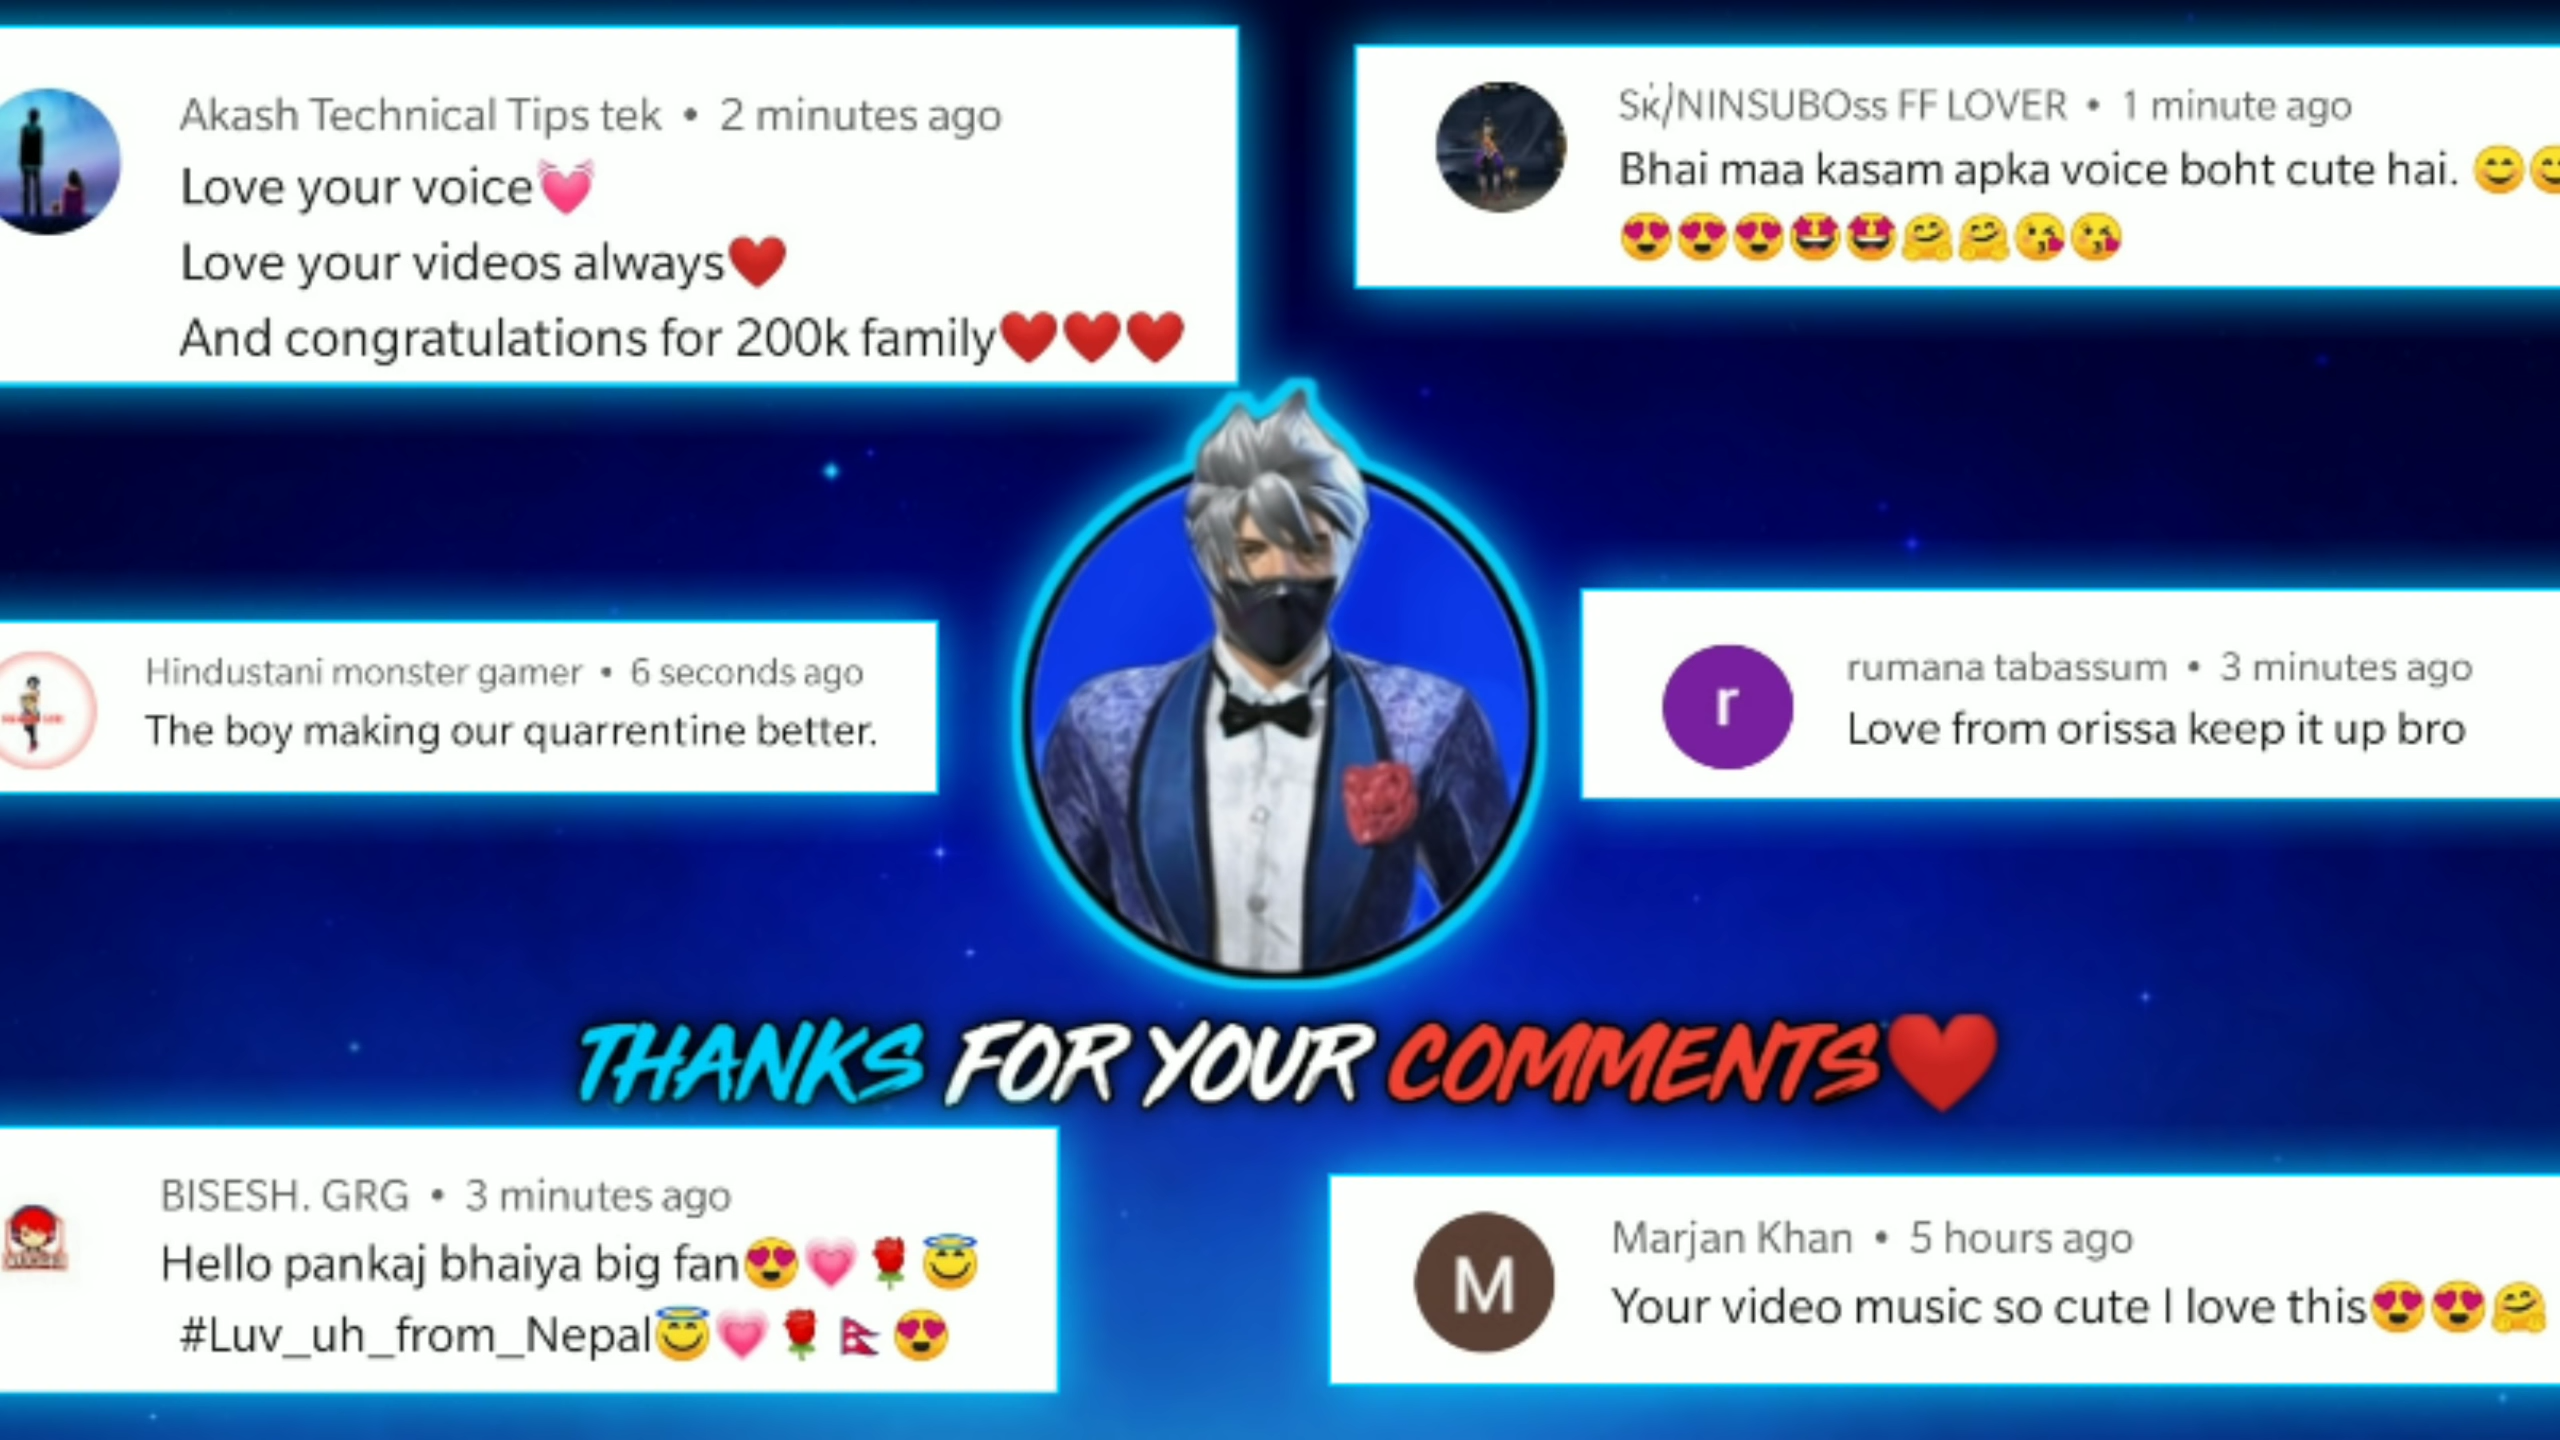 Akash Technical Tips tek • 2 minutes ago
Love your voice💓
Love your videos always❤️
And congratulations for 200k family❤️❤️❤️
Sk/NINSUBOss FF LOVER • 1 minute ago
Bhai maa kasam apka voice boht cute hai. 😊😊
😍😍😍🤩🤩🤗🤗😘😘
Hindustani monster gamer • 6 seconds ago
The boy making our quarrentine better.
r
rumana tabassum • 3 minutes ago
Love from orissa keep it up bro
THANKS FOR YOUR COMMENTS❤️
BISESH. GRG • 3 minutes ago
Hello pankaj bhaiya big fan😍💗🌹😇
#Luv_uh_from_Nepal😇💗🌹🇳🇵😍
M
Marjan Khan • 5 hours ago
Your video music so cute I love this😍😍🤗